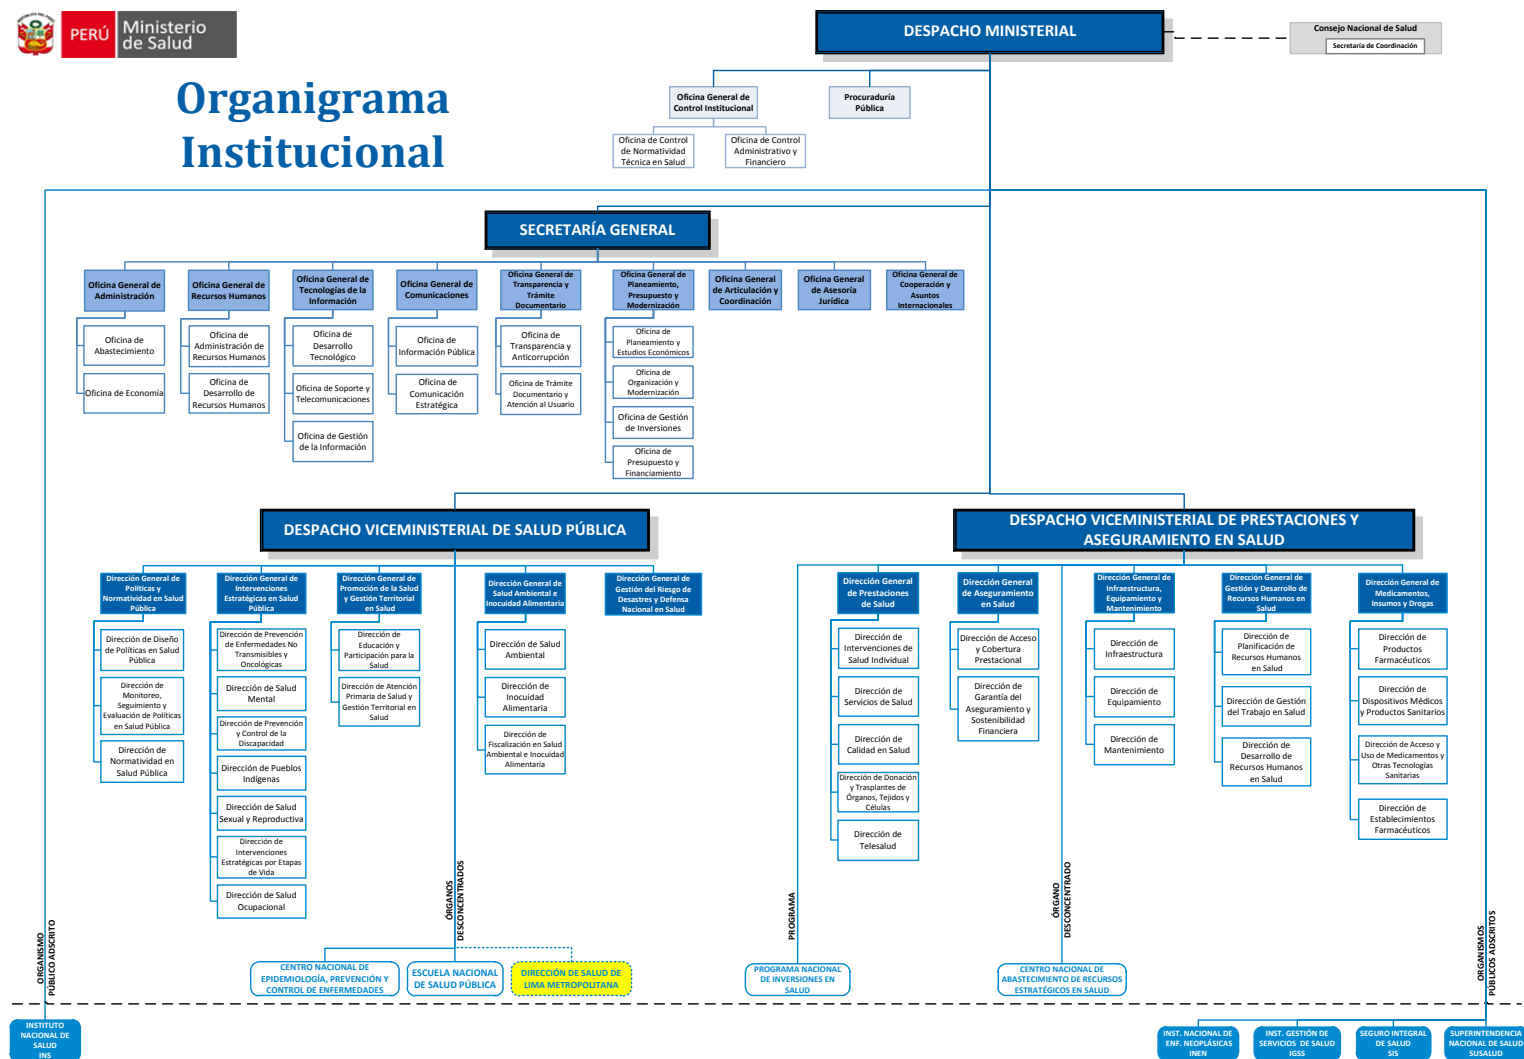 PERÚ
Ministerio
de Salud
Organigrama
Institucional
DESPACHO MINISTERIAL
Consejo Nacional de Salud
Secretaría de Coordinación
Oficina General de
Control Institucional
Procuraduría
Pública
Oficina de Control
de Normatividad
Técnica en Salud
Oficina de Control
Administrativo y
Financiero
SECRETARÍA GENERAL
Oficina General de
Administración
Oficina General de
Recursos Humanos
Oficina General de
Tecnologías de la
Información
Oficina General de
Comunicaciones
Oficina General de
Transparencia y
Trámite
Documentario
Oficina General de
Planeamiento,
Presupuesto y
Modernización
Oficina General
de Articulación y
Coordinación
Oficina General
de Asesoría
Jurídica
Oficina General de
Cooperación y
Asuntos
Internacionales
Oficina de
Abastecimiento
Oficina de Economía
Oficina de
Administración de
Recursos Humanos
Oficina de
Desarrollo de
Recursos Humanos
Oficina de
Desarrollo
Tecnológico
Oficina de Soporte y
Telecomunicaciones
Oficina de Gestión
de la Información
Oficina de
Información Pública
Oficina de
Comunicación
Estratégica
Oficina de
Transparencia y
Anticorrupción
Oficina de Trámite
Documentario y
Atención al Usuario
Oficina de
Planeamiento y
Estudios Económicos
Oficina de
Organización y
Modernización
Oficina de Gestión
de Inversiones
Oficina de
Presupuesto y
Financiamiento
DESPACHO VICEMINISTERIAL DE SALUD PÚBLICA
Dirección General de
Políticas y
Normatividad en Salud
Pública
Dirección General de
Intervenciones
Estratégicas en Salud
Pública
Dirección General de
Promoción de la Salud
y Gestión Territorial
en Salud
Dirección General de
Salud Ambiental e
Inocuidad Alimentaria
Dirección General de
Gestión del Riesgo de
Desastres y Defensa
Nacional en Salud
Dirección de Diseño
de Políticas en Salud
Pública
Dirección de
Monitoreo,
Seguimiento y
Evaluación de Políticas
en Salud Pública
Dirección de
Normatividad en
Salud Pública
Dirección de Prevención
de Enfermedades No
Transmisibles y
Oncológicas
Dirección de Salud
Mental
Dirección de Prevención
y Control de la
Discapacidad
Dirección de Pueblos
Indígenas
Dirección de Salud
Sexual y Reproductiva
Dirección de
Intervenciones
Estratégicas por Etapas
de Vida
Dirección de Salud
Ocupacional
Dirección de
Educación y
Participación para la
Salud
Dirección de Atención
Primaria de Salud y
Gestión Territorial en
Salud
Dirección de Salud
Ambiental
Dirección de
Inocuidad
Alimentaria
Dirección de
Fiscalización en Salud
Ambiental e Inocuidad
Alimentaria
DESPACHO VICEMINISTERIAL DE PRESTACIONES Y
ASEGURAMIENTO EN SALUD
Dirección General
de Prestaciones
de Salud
Dirección General
de Aseguramiento
en Salud
Dirección General de
Infraestructura,
Equipamiento y
Mantenimiento
Dirección General de
Gestión y Desarrollo de
Recursos Humanos en
Salud
Dirección General de
Medicamentos,
Insumos y Drogas
Dirección de
Intervenciones de
Salud Individual
Dirección de
Servicios de Salud
Dirección de
Calidad en Salud
Dirección de Donación
y Trasplantes de
Órganos, Tejidos y
Células
Dirección de
Telesalud
Dirección de Acceso
y Cobertura
Prestacional
Dirección de
Garantía del
Aseguramiento y
Sostenibilidad
Financiera
Dirección de
Infraestructura
Dirección de
Equipamiento
Dirección de
Mantenimiento
Dirección de
Planificación de
Recursos Humanos
en Salud
Dirección de Gestión
del Trabajo en Salud
Dirección de
Desarrollo de
Recursos Humanos
en Salud
Dirección de
Productos
Farmacéuticos
Dirección de
Dispositivos Médicos
y Productos Sanitarios
Dirección de Acceso y
Uso de Medicamentos y
Otras Tecnologías
Sanitarias
Dirección de
Establecimientos
Farmacéuticos
ORGANISMO
PÚBLICO ADSCRITO
ÓRGANOS
DESCONCENTRADOS
PROGRAMA
ÓRGANO
DESCONCENTRADO
ORGANISMOS
PÚBLICOS ADSCRITOS
CENTRO NACIONAL DE
EPIDEMIOLOGÍA, PREVENCIÓN Y
CONTROL DE ENFERMEDADES
ESCUELA NACIONAL
DE SALUD PÚBLICA
DIRECCIÓN DE SALUD DE
LIMA METROPOLITANA
PROGRAMA NACIONAL
DE INVERSIONES EN
SALUD
CENTRO NACIONAL DE
ABASTECIMIENTO DE RECURSOS
ESTRATÉGICOS EN SALUD
INSTITUTO
NACIONAL DE
SALUD
INS
INST. NACIONAL DE
ENF. NEOPLÁSICAS
INEN
INST. GESTIÓN DE
SERVICIOS DE SALUD
IGSS
SEGURO INTEGRAL
DE SALUD
SIS
SUPERINTENDENCIA
NACIONAL DE SALUD
SUSALUD